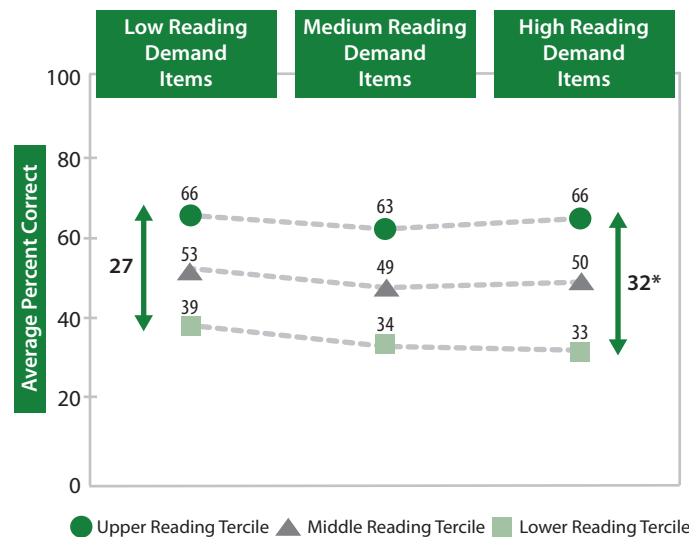 Low Reading
Demand
Items
Medium Reading
Demand
Items
High Reading
Demand
Items
Average Percent Correct
100
80
60
40
20
0
66
63
66
53
49
50
39
34
33
27
32*
Upper Reading Tercile
Middle Reading Tercile
Lower Reading Tercile